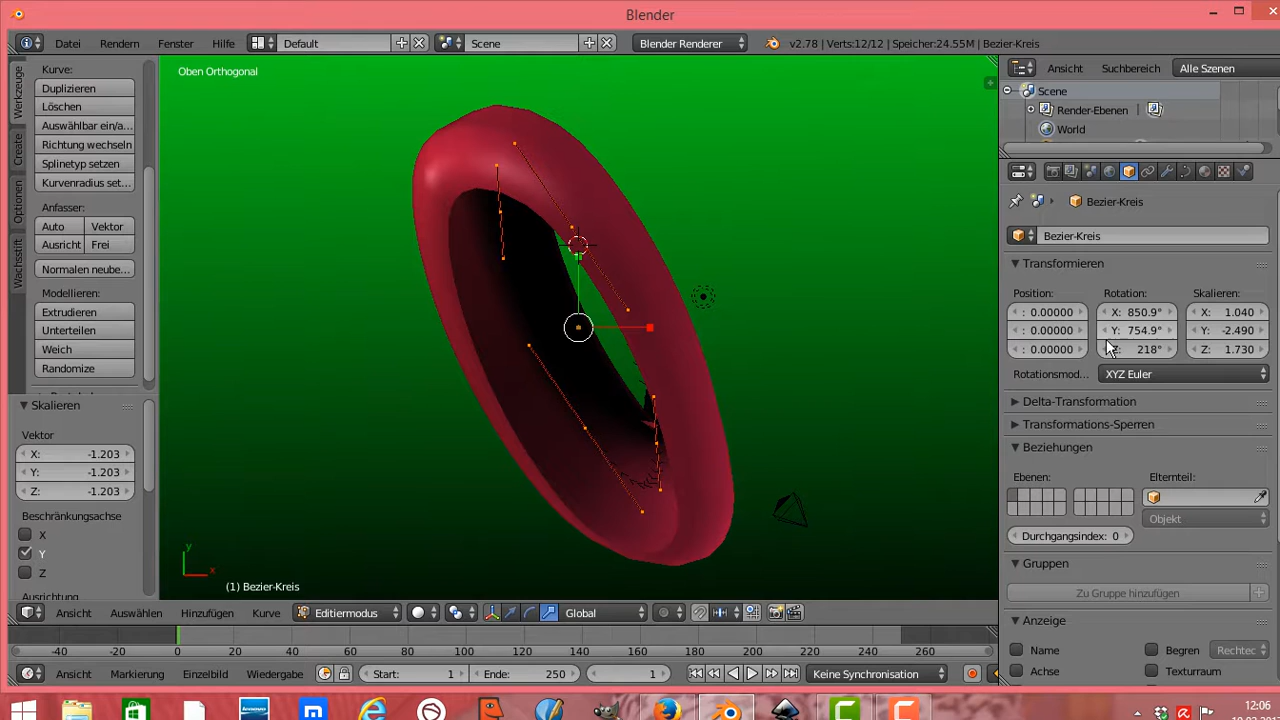 Blender
Datei Rendern Fenster Hilfe Default Scene Blender Renderer v2.78 | Verts:12/12 | Speicher:24.55M | Bezier-Kreis
Werkzeuge
Create
Optionen
Wachsstift
Kurve:
Duplizieren
Löschen
Auswählbar ein/a...
Richtung wechseln
Splinetyp setzen
Kurvenradius set...
Anfasser:
Auto Vektor
Ausricht Frei
Normalen neube...
Modellieren:
Extrudieren
Unterteilen
Weich
Randomize
Skalieren
Vektor
X: -1.203
Y: -1.203
Z: -1.203
Beschränkungsachse
X
Y
Z
Ausrichtung
Oben Orthogonal
y
x
(1) Bezier-Kreis
Ansicht Suchbereich Alle Szenen
Scene
Render-Ebenen
World
Bezier-Kreis
Bezier-Kreis
Transformieren
Position: Rotation: Skalieren:
: 0.00000 X: 850.9° X: 1.040
: 0.00000 Y: 754.9° Y: -2.490
: 0.00000 Z: 218° Z: 1.730
Rotationsmod... XYZ Euler
Delta-Transformation
Transformations-Sperren
Beziehungen
Ebenen: Elternteil:
Objekt
Durchgangsindex: 0
Gruppen
Zu Gruppe hinzufügen
Anzeige
Name Begren Rechtec
Achse Texturraum
Ansicht Auswählen Hinzufügen Kurve Editiermodus Global
-40 -20 0 20 40 60 80 100 120 140 160 180 200 220 240 260
Ansicht Markierung Einzelbild Wiedergabe Start: 1 Ende: 250 1 Keine Synchronisation
12:06